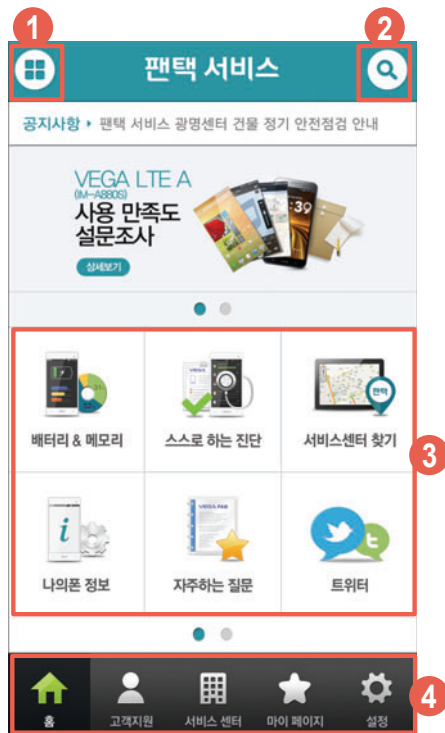 1
2
팬택 서비스
공지사항 ▸ 팬택 서비스 광명센터 건물 정기 안전점검 안내
VEGA LTE A
(IM-A880S)
사용 만족도
설문조사
상세보기
배터리 & 메모리
스스로 하는 진단
서비스센터 찾기
3
나의폰 정보
자주하는 질문
트위터
홈
고객지원
서비스 센터
마이 페이지
설정
4